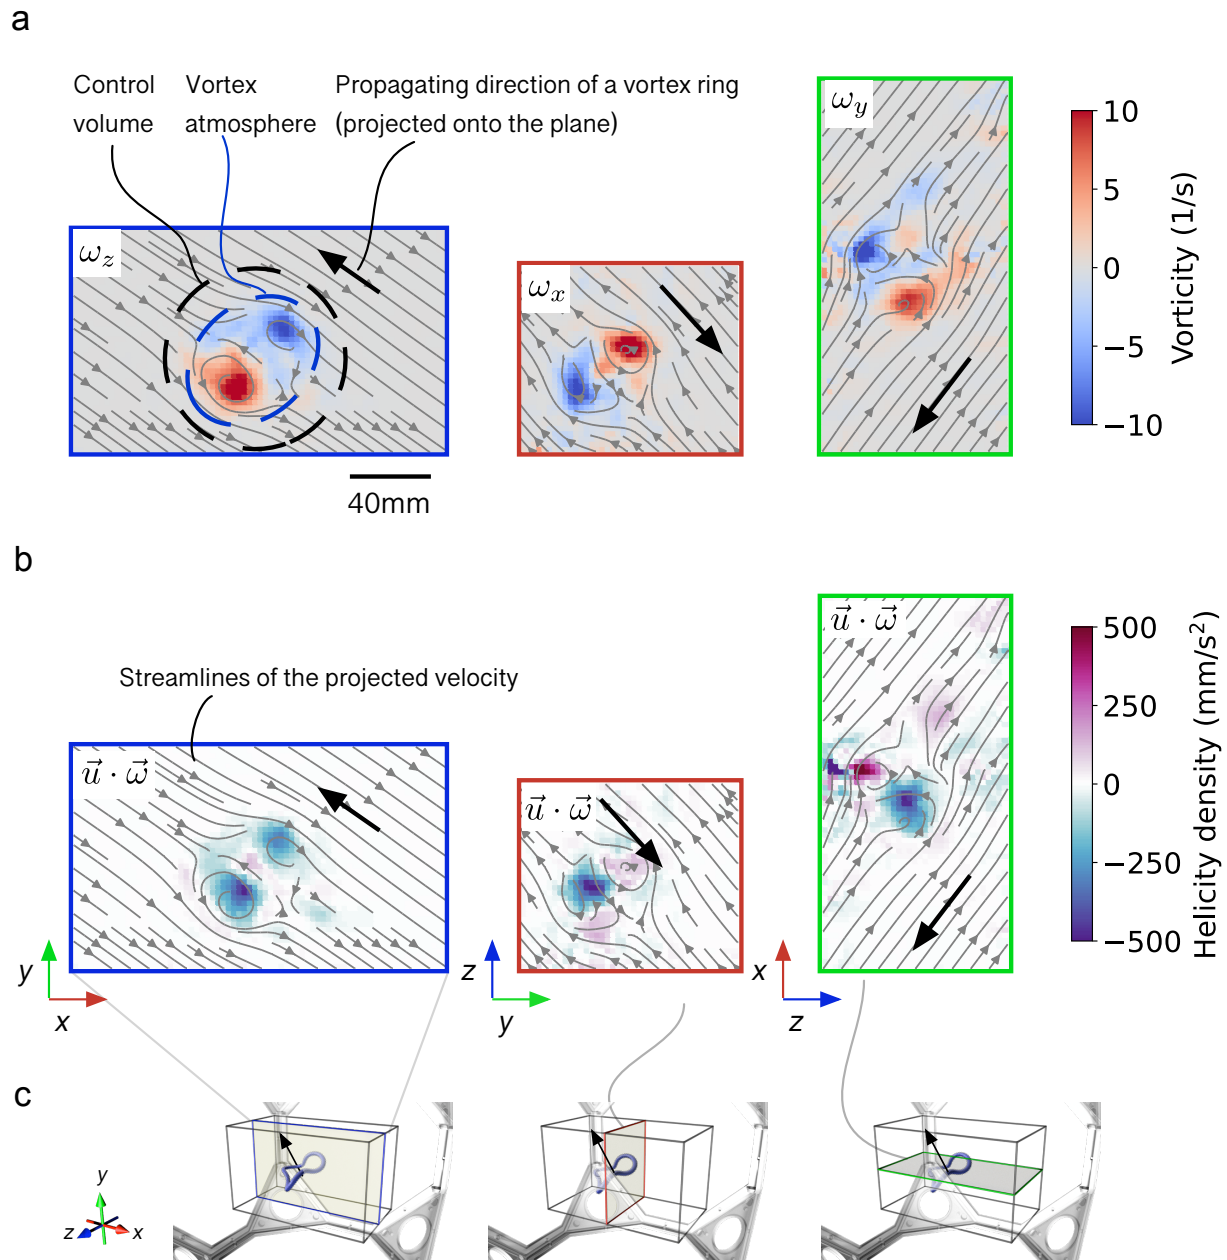 a
Control
volume
Vortex
atmosphere
Propagating direction of a vortex ring
(projected onto the plane)
ω_z
ω_x
ω_y
10
5
0
−5
−10
Vorticity (1/s)
40mm
b
Streamlines of the projected velocity
u⃗ · ω⃗
u⃗ · ω⃗
u⃗ · ω⃗
500
250
0
−250
−500
Helicity density (mm/s²)
y
x
z
y
x
z
c
y
z
x